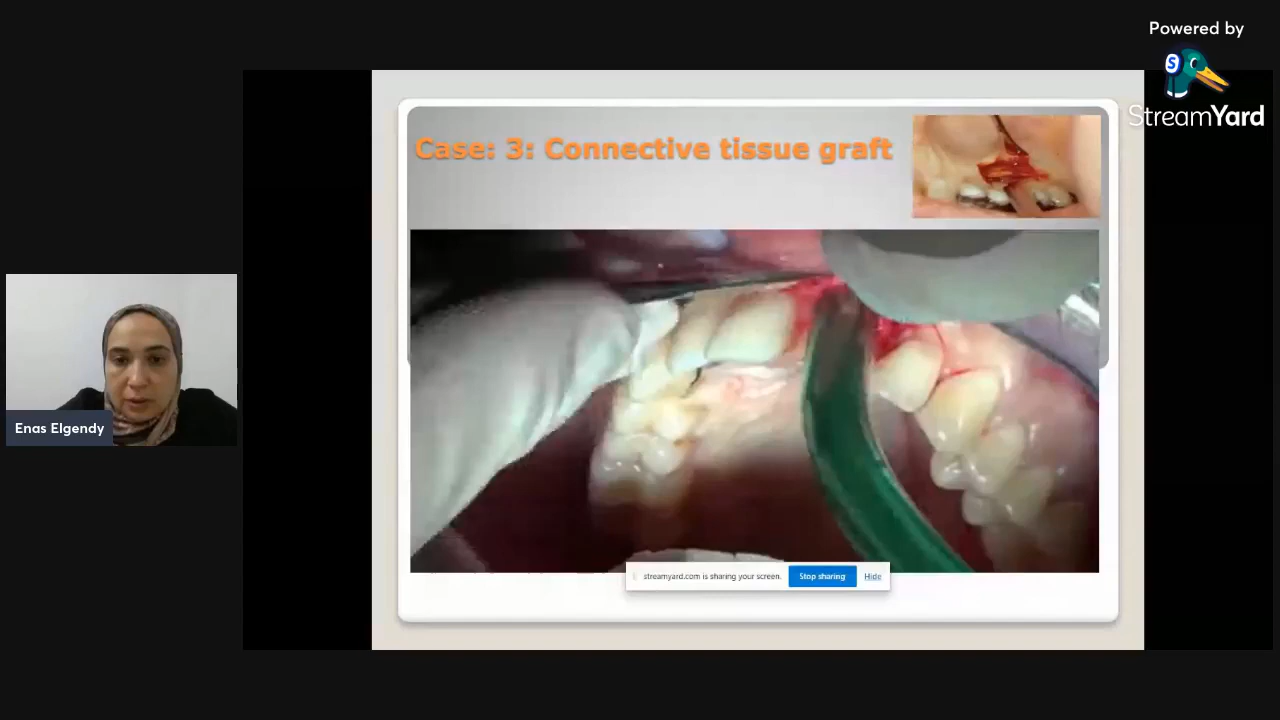 Powered by
S
StreamYard
Case: 3: Connective tissue graft
Enas Elgendy
streamyard.com is sharing your screen. Stop sharing Hide